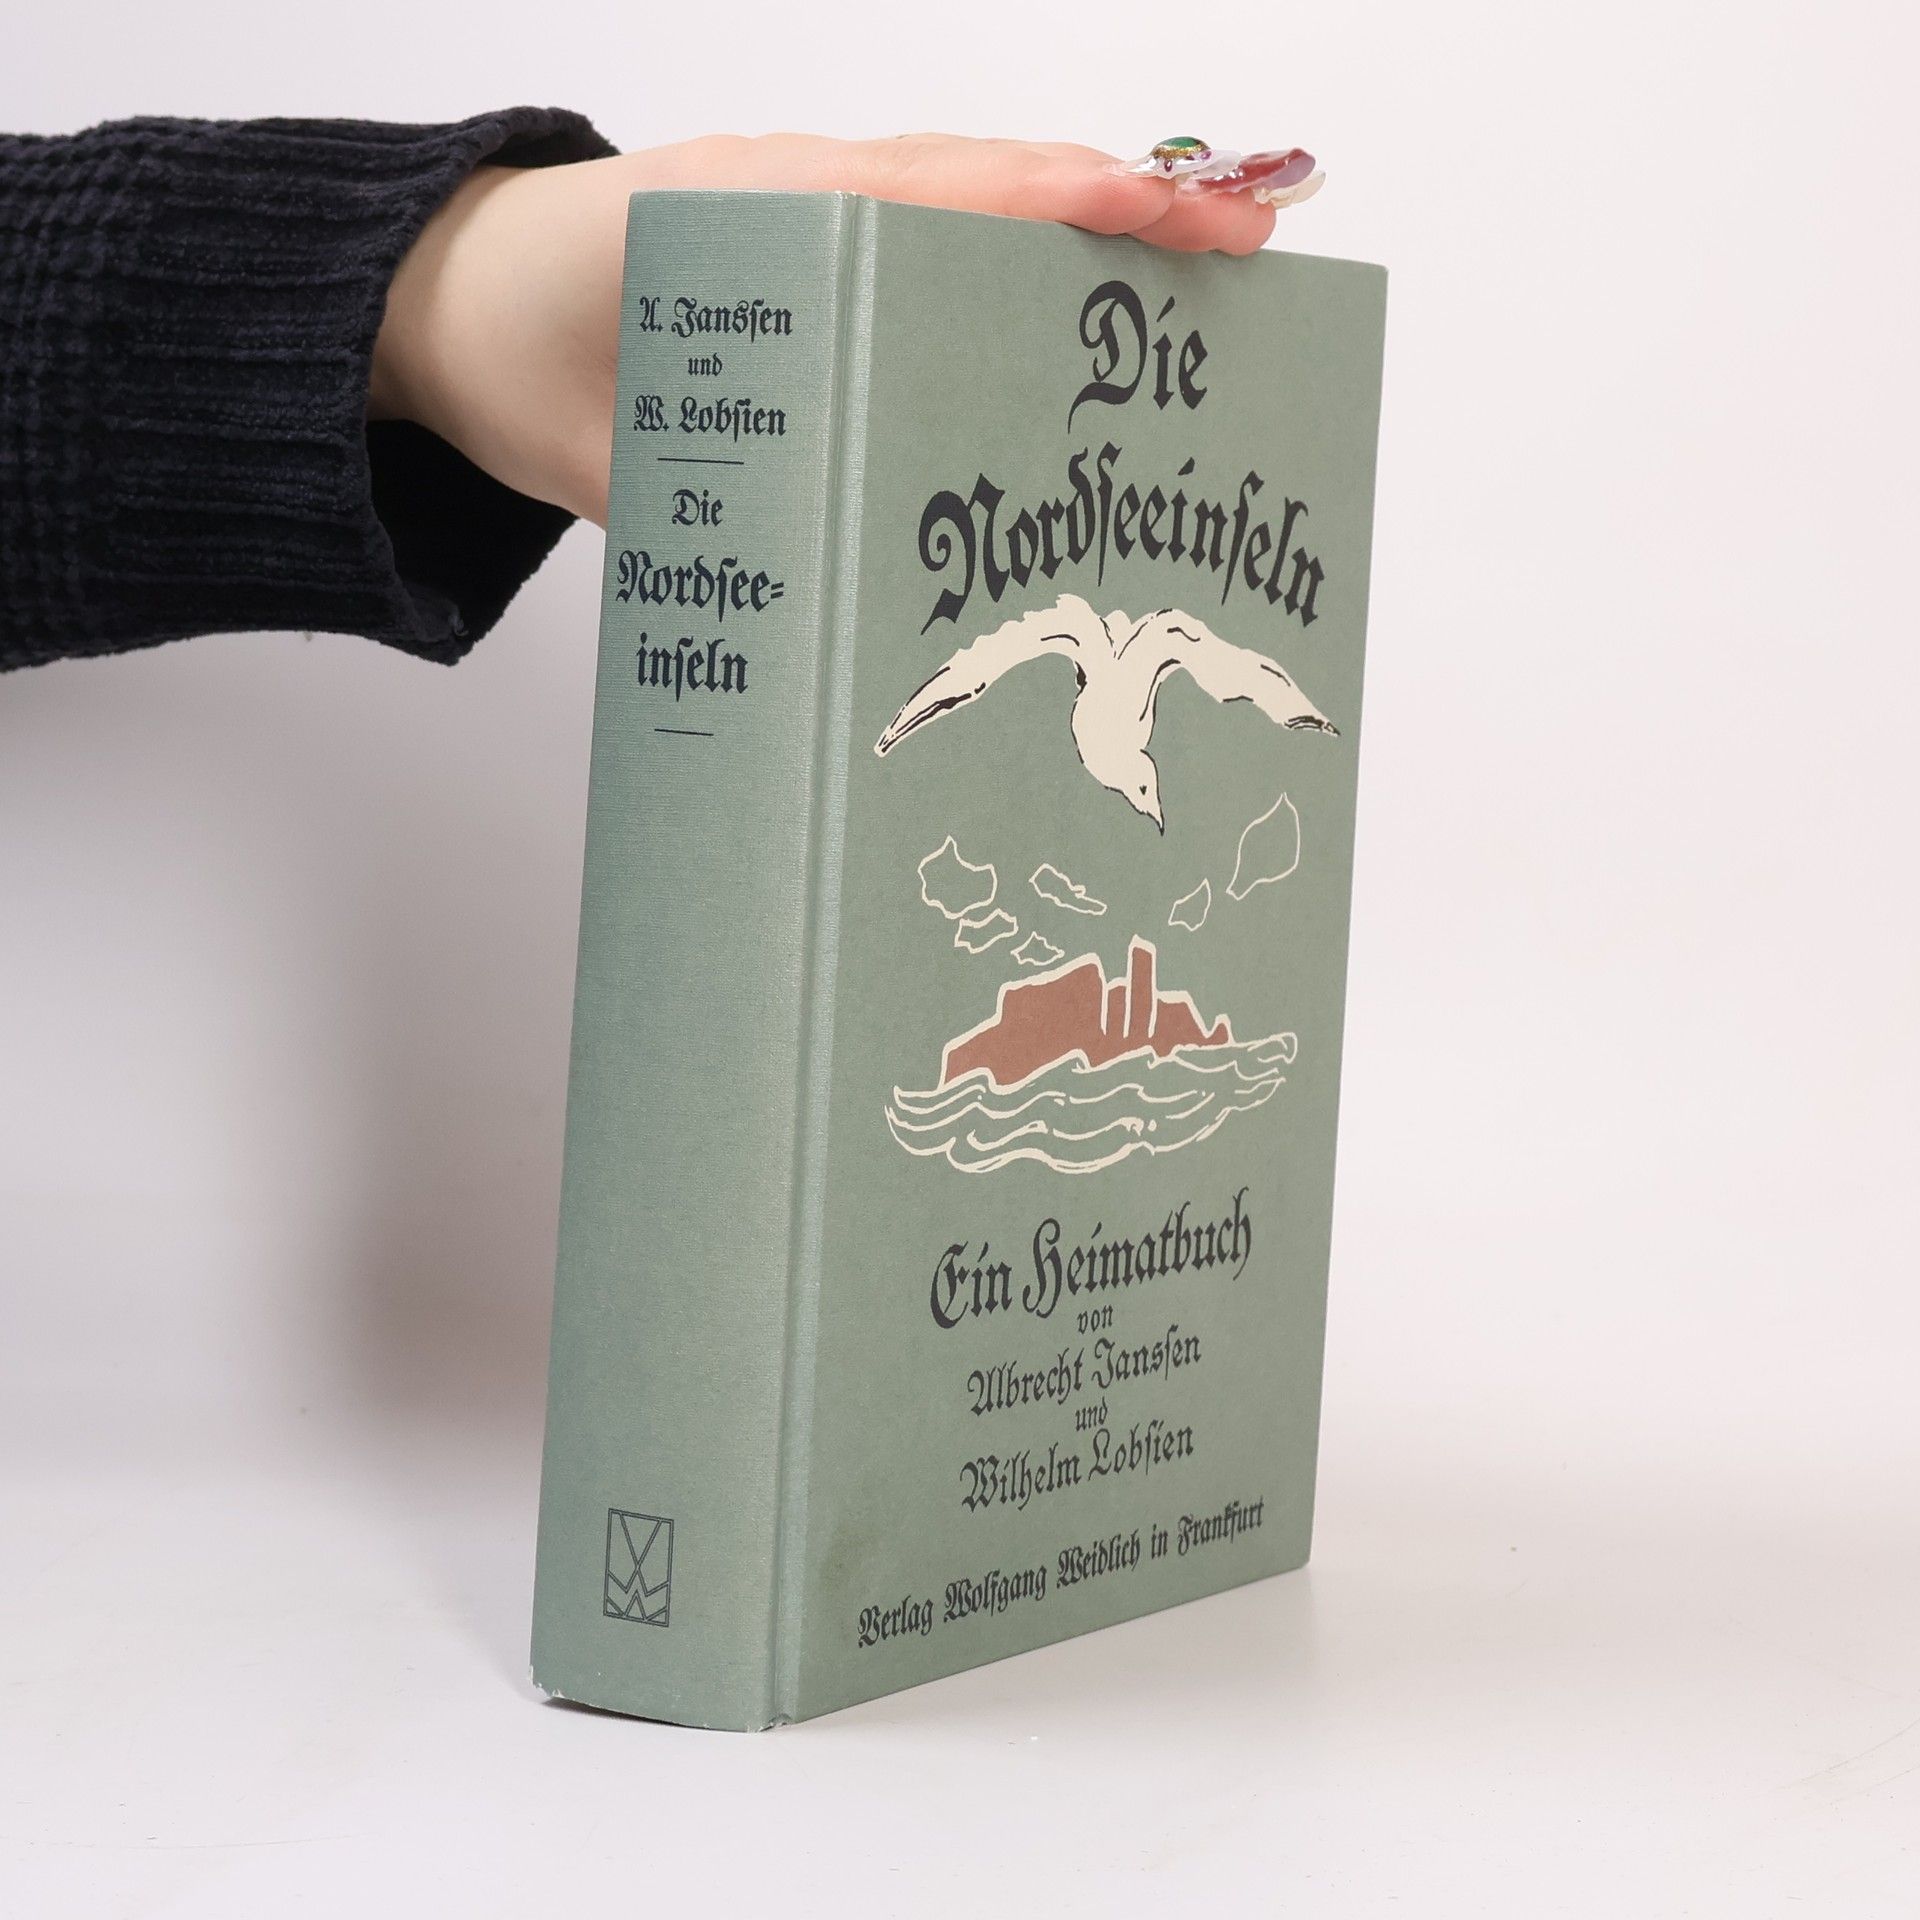 A. Janssen
und
W. Lobsien
Die
Nordsee=
inseln
Die
Nordseeinseln
Ein Heimatbuch
von
Albrecht Janssen
und
Wilhelm Lobsien
Verlag Wolfgang Weidlich in Frankfurt